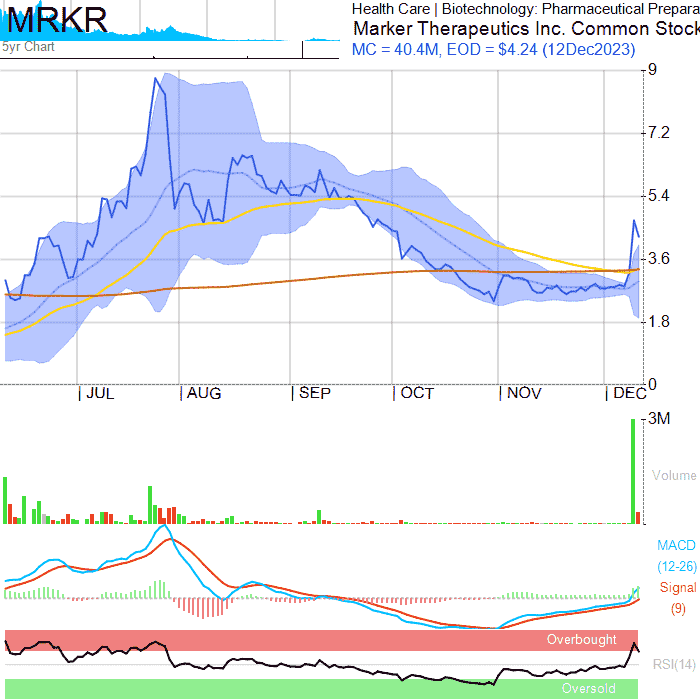 MRKR
5yr Chart
Health Care | Biotechnology: Pharmaceutical Prepara
Marker Therapeutics Inc. Common Stock
MC = 40.4M, EOD = $4.24 (12Dec2023)
9
7.2
5.4
3.6
1.8
0
| JUL | AUG | SEP | OCT | NOV | DEC
3M
Volume
MACD
(12-26)
Signal
(9)
Overbought
RSI(14)
Oversold